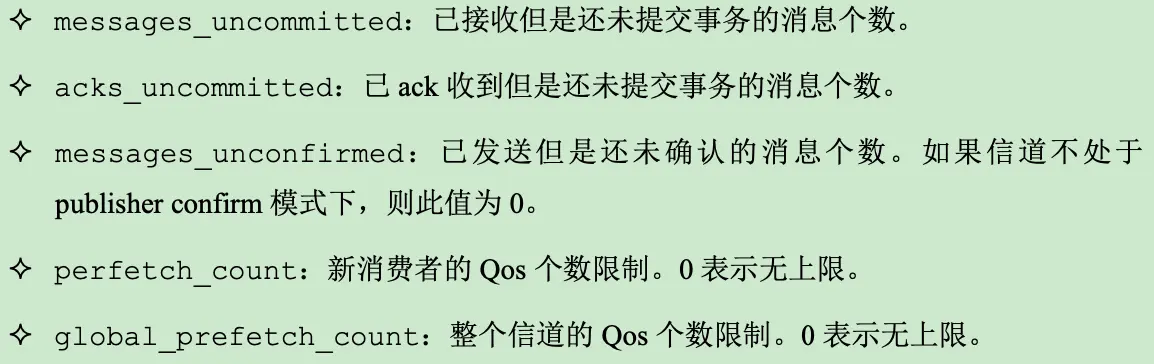 ✧ messages_uncommitted：已接收但是还未提交事务的消息个数。
✧ acks_uncommitted：已 ack 收到但是还未提交事务的消息个数。
✧ messages_unconfirmed：已发送但是还未确认的消息个数。如果信道不处于
publisher confirm 模式下，则此值为 0。
✧ perfetch_count：新消费者的 Qos 个数限制。0 表示无上限。
✧ global_prefetch_count：整个信道的 Qos 个数限制。0 表示无上限。